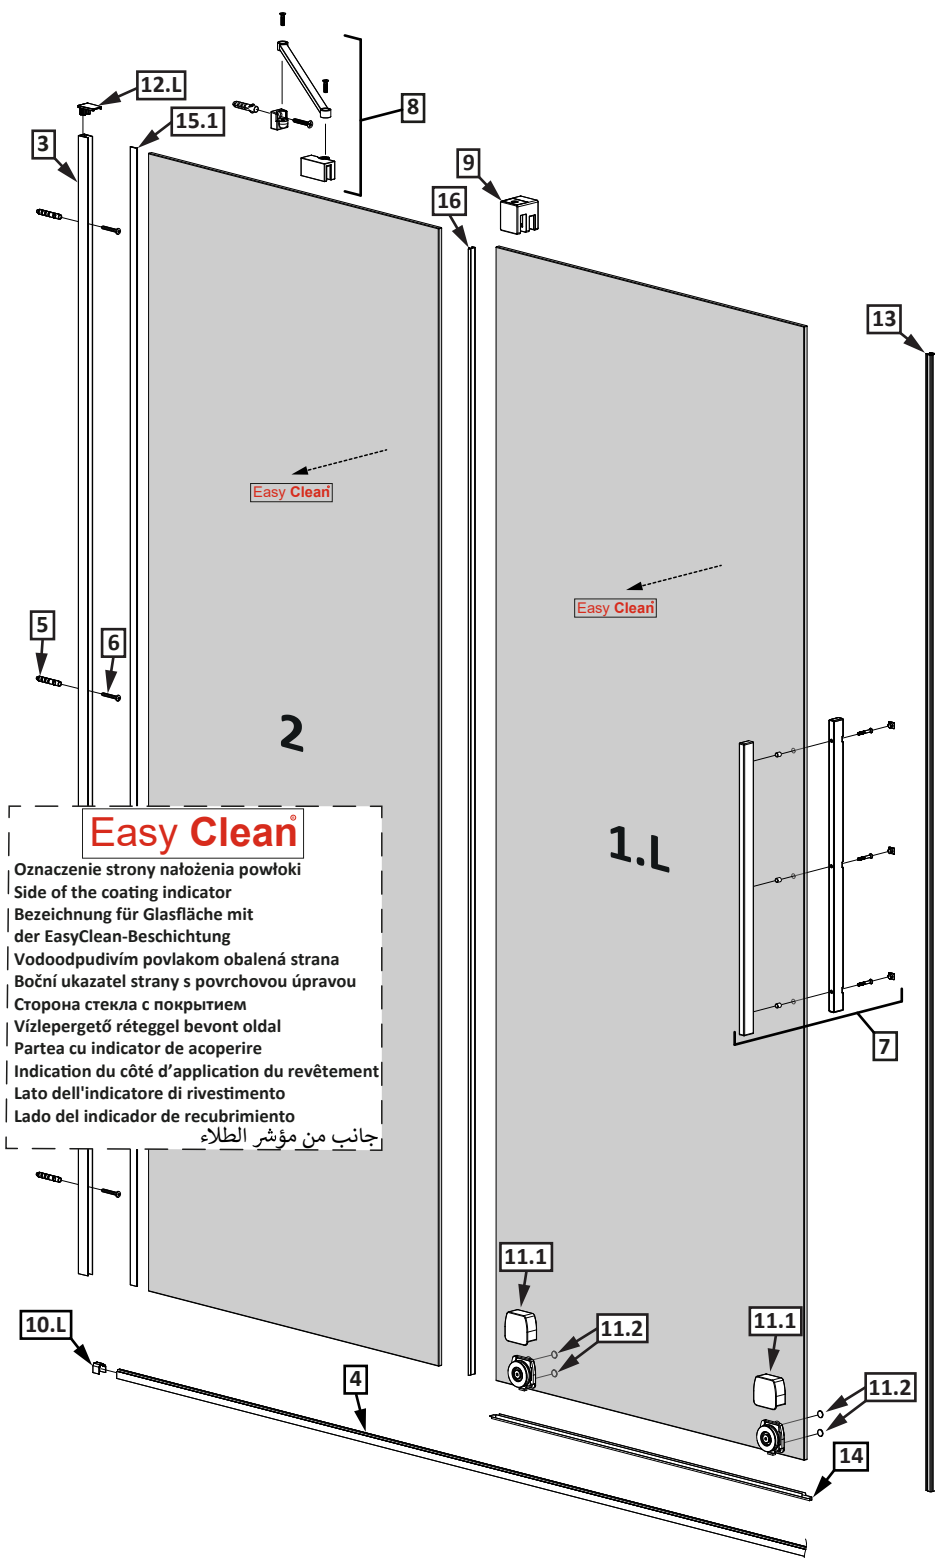 12.L
8
15.1
3
9
16
13
Easy Clean®
Easy Clean®
5
6
2
1.L
7
Easy Clean®
Oznaczenie strony nałożenia powłoki
Side of the coating indicator
Bezeichnung für Glasfläche mit
der EasyClean-Beschichtung
Vodoodpudivím povlakom obalená strana
Boční ukazatel strany s povrchovou úpravou
Сторона стекла с покрытием
Vízlepergető réteggel bevont oldal
Partea cu indicator de acoperire
Indication du côté d’application du revêtement
Lato dell'indicatore di rivestimento
Lado del indicador de recubrimiento
جانب من مؤشر الطلاء
11.1
10.L
11.2
11.1
4
11.2
14